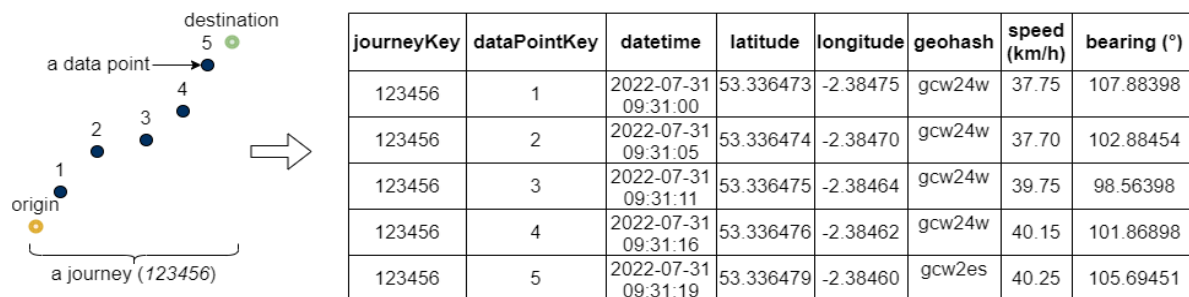 destination
5
a data point
4
3
2
1
origin
a journey (123456)
journeyKey dataPointKey datetime latitude longitude geohash speed (km/h) bearing (°)
123456 1 2022-07-31 09:31:00 53.336473 -2.38475 gcw24w 37.75 107.88398
123456 2 2022-07-31 09:31:05 53.336474 -2.38470 gcw24w 37.70 102.88454
123456 3 2022-07-31 09:31:11 53.336475 -2.38464 gcw24w 39.75 98.56398
123456 4 2022-07-31 09:31:16 53.336476 -2.38462 gcw24w 40.15 101.86898
123456 5 2022-07-31 09:31:19 53.336479 -2.38460 gcw2es 40.25 105.69451